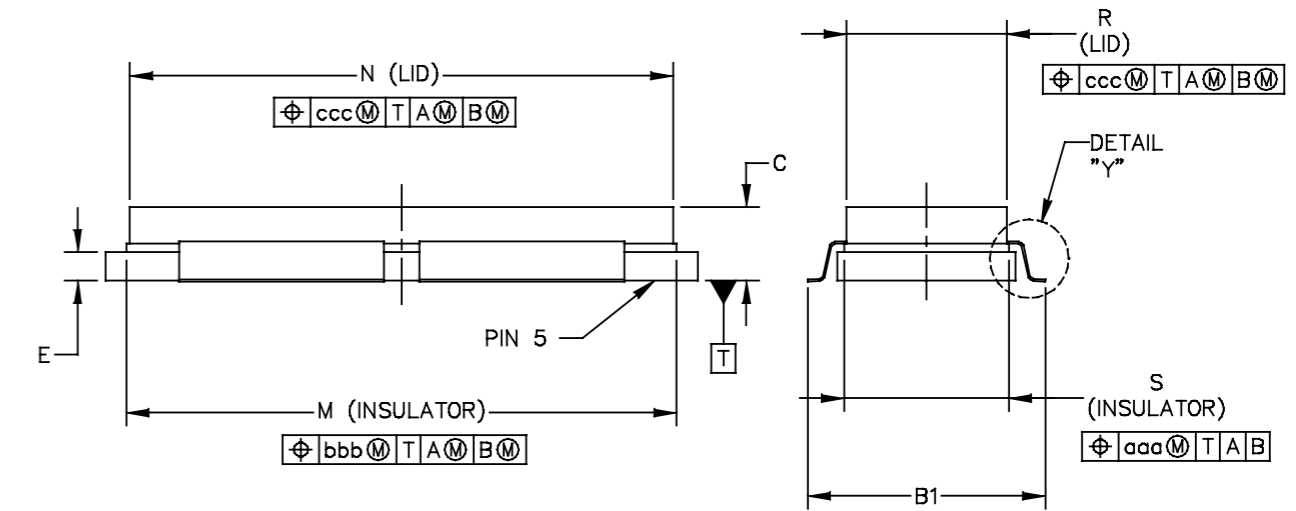 N (LID)
⌖ ccc Ⓜ T A Ⓜ B Ⓜ
R
(LID)
⌖ ccc Ⓜ T A Ⓜ B Ⓜ
DETAIL
"Y"
C
E
PIN 5
T
M (INSULATOR)
⌖ bbb Ⓜ T A Ⓜ B Ⓜ
S
(INSULATOR)
⌖ aaa Ⓜ T A B
B1